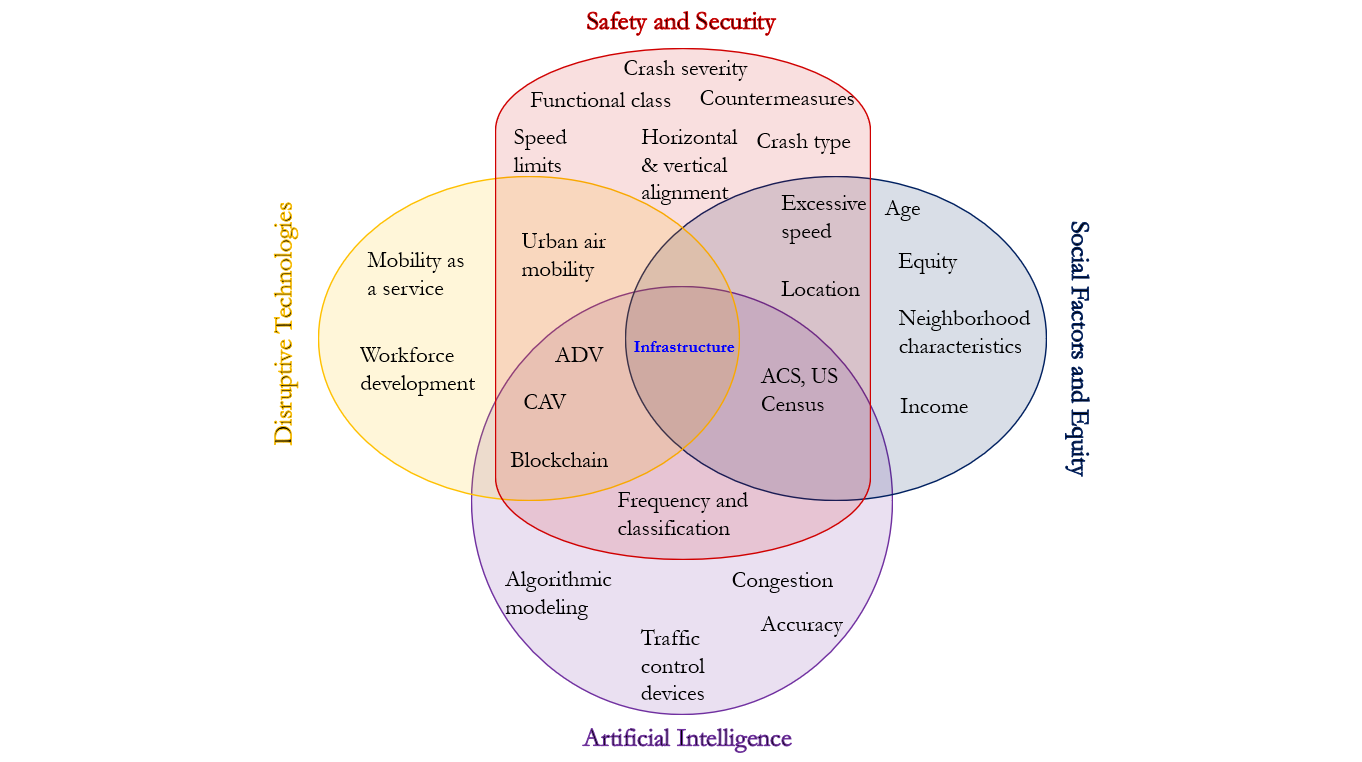 Safety and Security
Crash severity
Functional class
Countermeasures
Speed
limits
Horizontal
& vertical
alignment
Crash type
Disruptive Technologies
Mobility as
a service
Workforce
development
Urban air
mobility
Excessive
speed
Location
Age
Equity
Neighborhood
characteristics
Income
Social Factors and Equity
ADV
CAV
Blockchain
Infrastructure
ACS, US
Census
Frequency and
classification
Algorithmic
modeling
Congestion
Accuracy
Traffic
control
devices
Artificial Intelligence